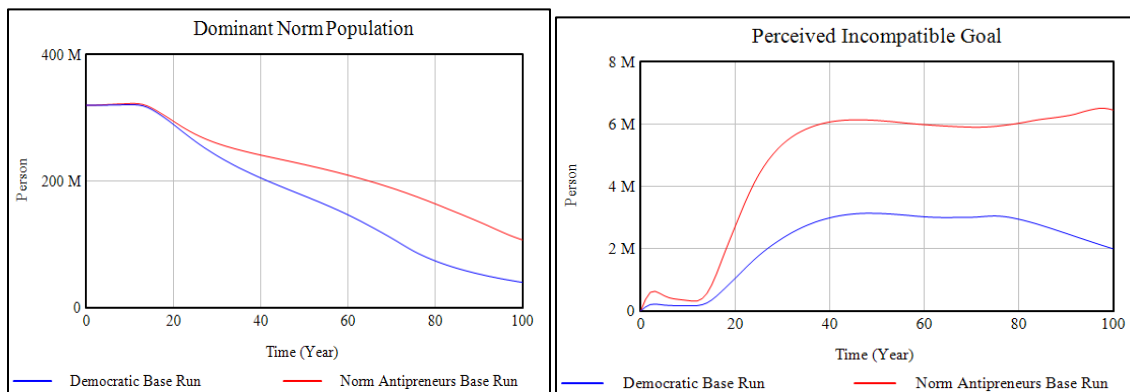 Dominant Norm Population
400 M
200 M
0
Person
0 20 40 60 80 100
Time (Year)
Democratic Base Run Norm Antipreneurs Base Run
Perceived Incompatible Goal
8 M
6 M
4 M
2 M
0
Person
0 20 40 60 80 100
Time (Year)
Democratic Base Run Norm Antipreneurs Base Run